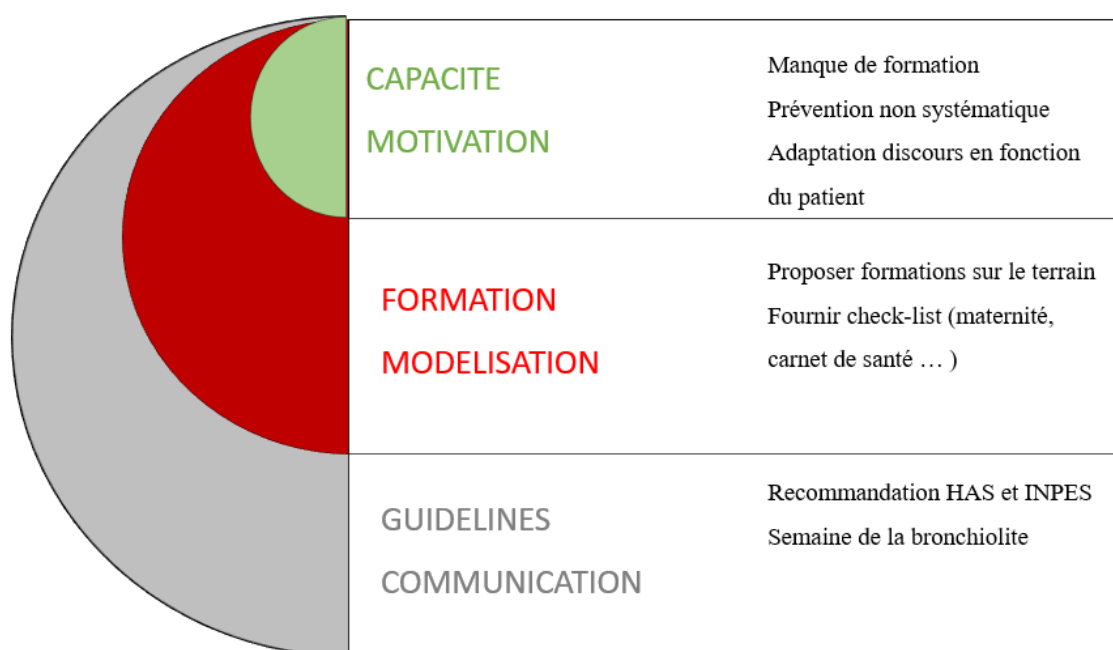 CAPACITE
MOTIVATION
Manque de formation
Prévention non systématique
Adaptation discours en fonction
du patient
FORMATION
MODELISATION
Proposer formations sur le terrain
Fournir check-list (maternité,
carnet de santé … )
GUIDELINES
COMMUNICATION
Recommandation HAS et INPES
Semaine de la bronchiolite